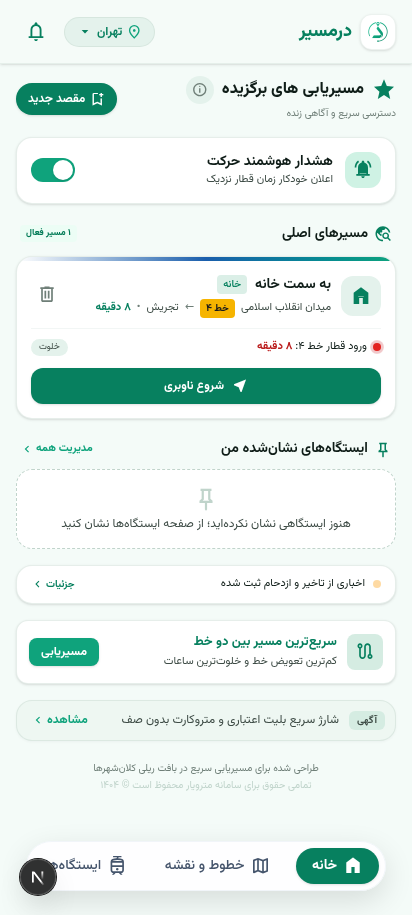 درمسیر
تهران
مسیریابی های برگزیده
دسترسی سریع و آگاهی زنده
مقصد جدید
هشدار هوشمند حرکت
اعلان خودکار زمان قطار نزدیک
مسیرهای اصلی
۱ مسیر فعال
به سمت خانه خانه
میدان انقلاب اسلامی خط ۴ ← تجریش • ۸ دقیقه
ورود قطار خط ۴: ۸ دقیقه
خلوت
شروع ناوبری
ایستگاه‌های نشان‌شده من
مدیریت همه
هنوز ایستگاهی نشان نکرده‌اید؛ از صفحه ایستگاه‌ها نشان کنید
اخباری از تاخیر و ازدحام ثبت شده
جزئیات
سریع‌ترین مسیر بین دو خط
کم‌ترین تعویض خط و خلوت‌ترین ساعات
مسیریابی
آگهی شارژ سریع بلیت اعتباری و متروکارت بدون صف
مشاهده
طراحی شده برای مسیریابی سریع در بافت ریلی کلان‌شهرها
تمامی حقوق برای سامانه متروپار محفوظ است © ۱۴۰۴
خانه
خطوط و نقشه
ایستگاه‌ها
N